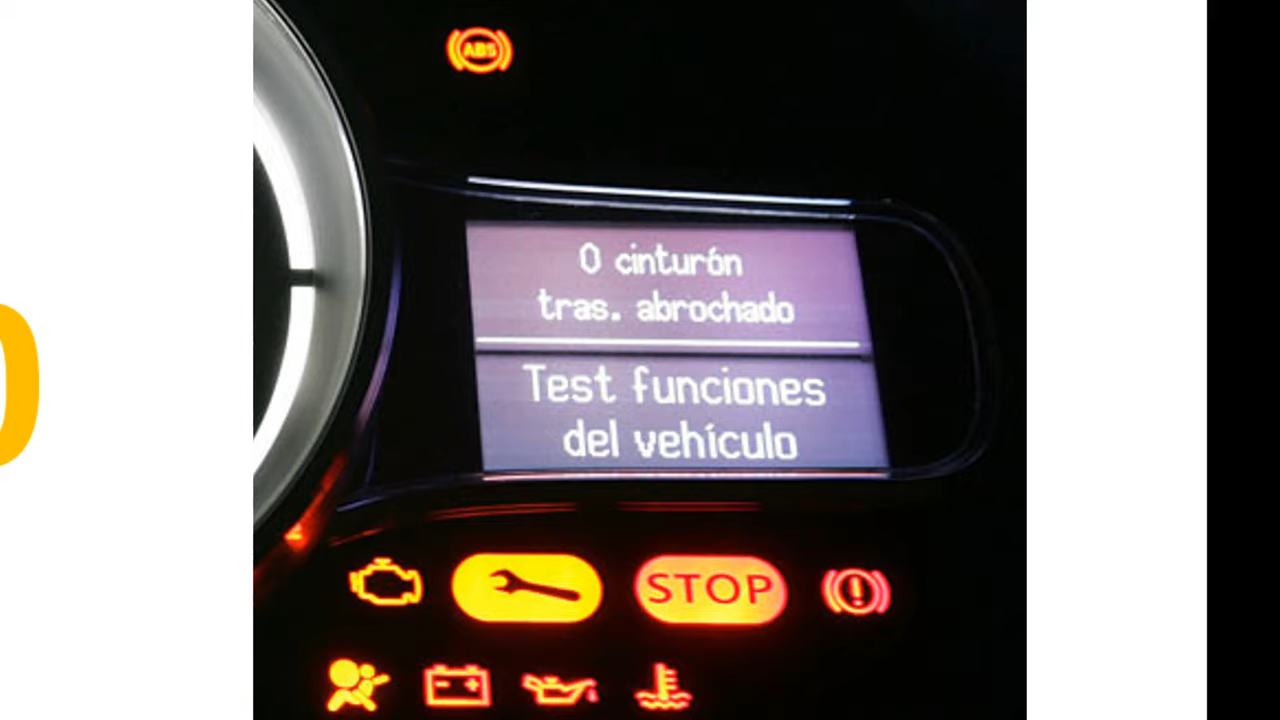 ABS
0 cinturón
tras. abrochado
Test funciones
del vehículo
STOP